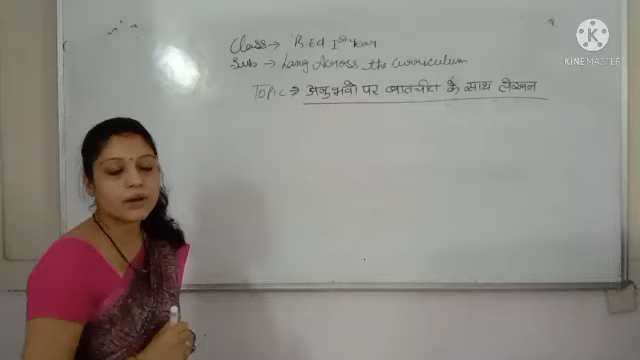 Class → B.Ed Ist year
Sub → Lang Across the curriculum
Topic → अनुभवो पर बातचीत के साथ लेखन
KINEMASTER